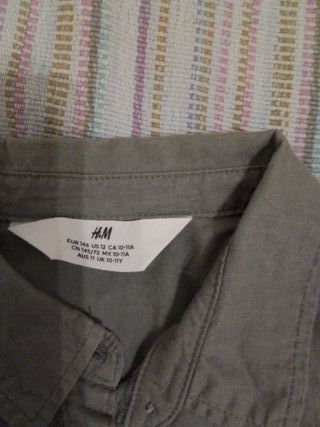 H&M
EUR 146 US 12 CA 10-11A
CN 145/72 MX 10-11A
AUS 11 UK 10-11Y